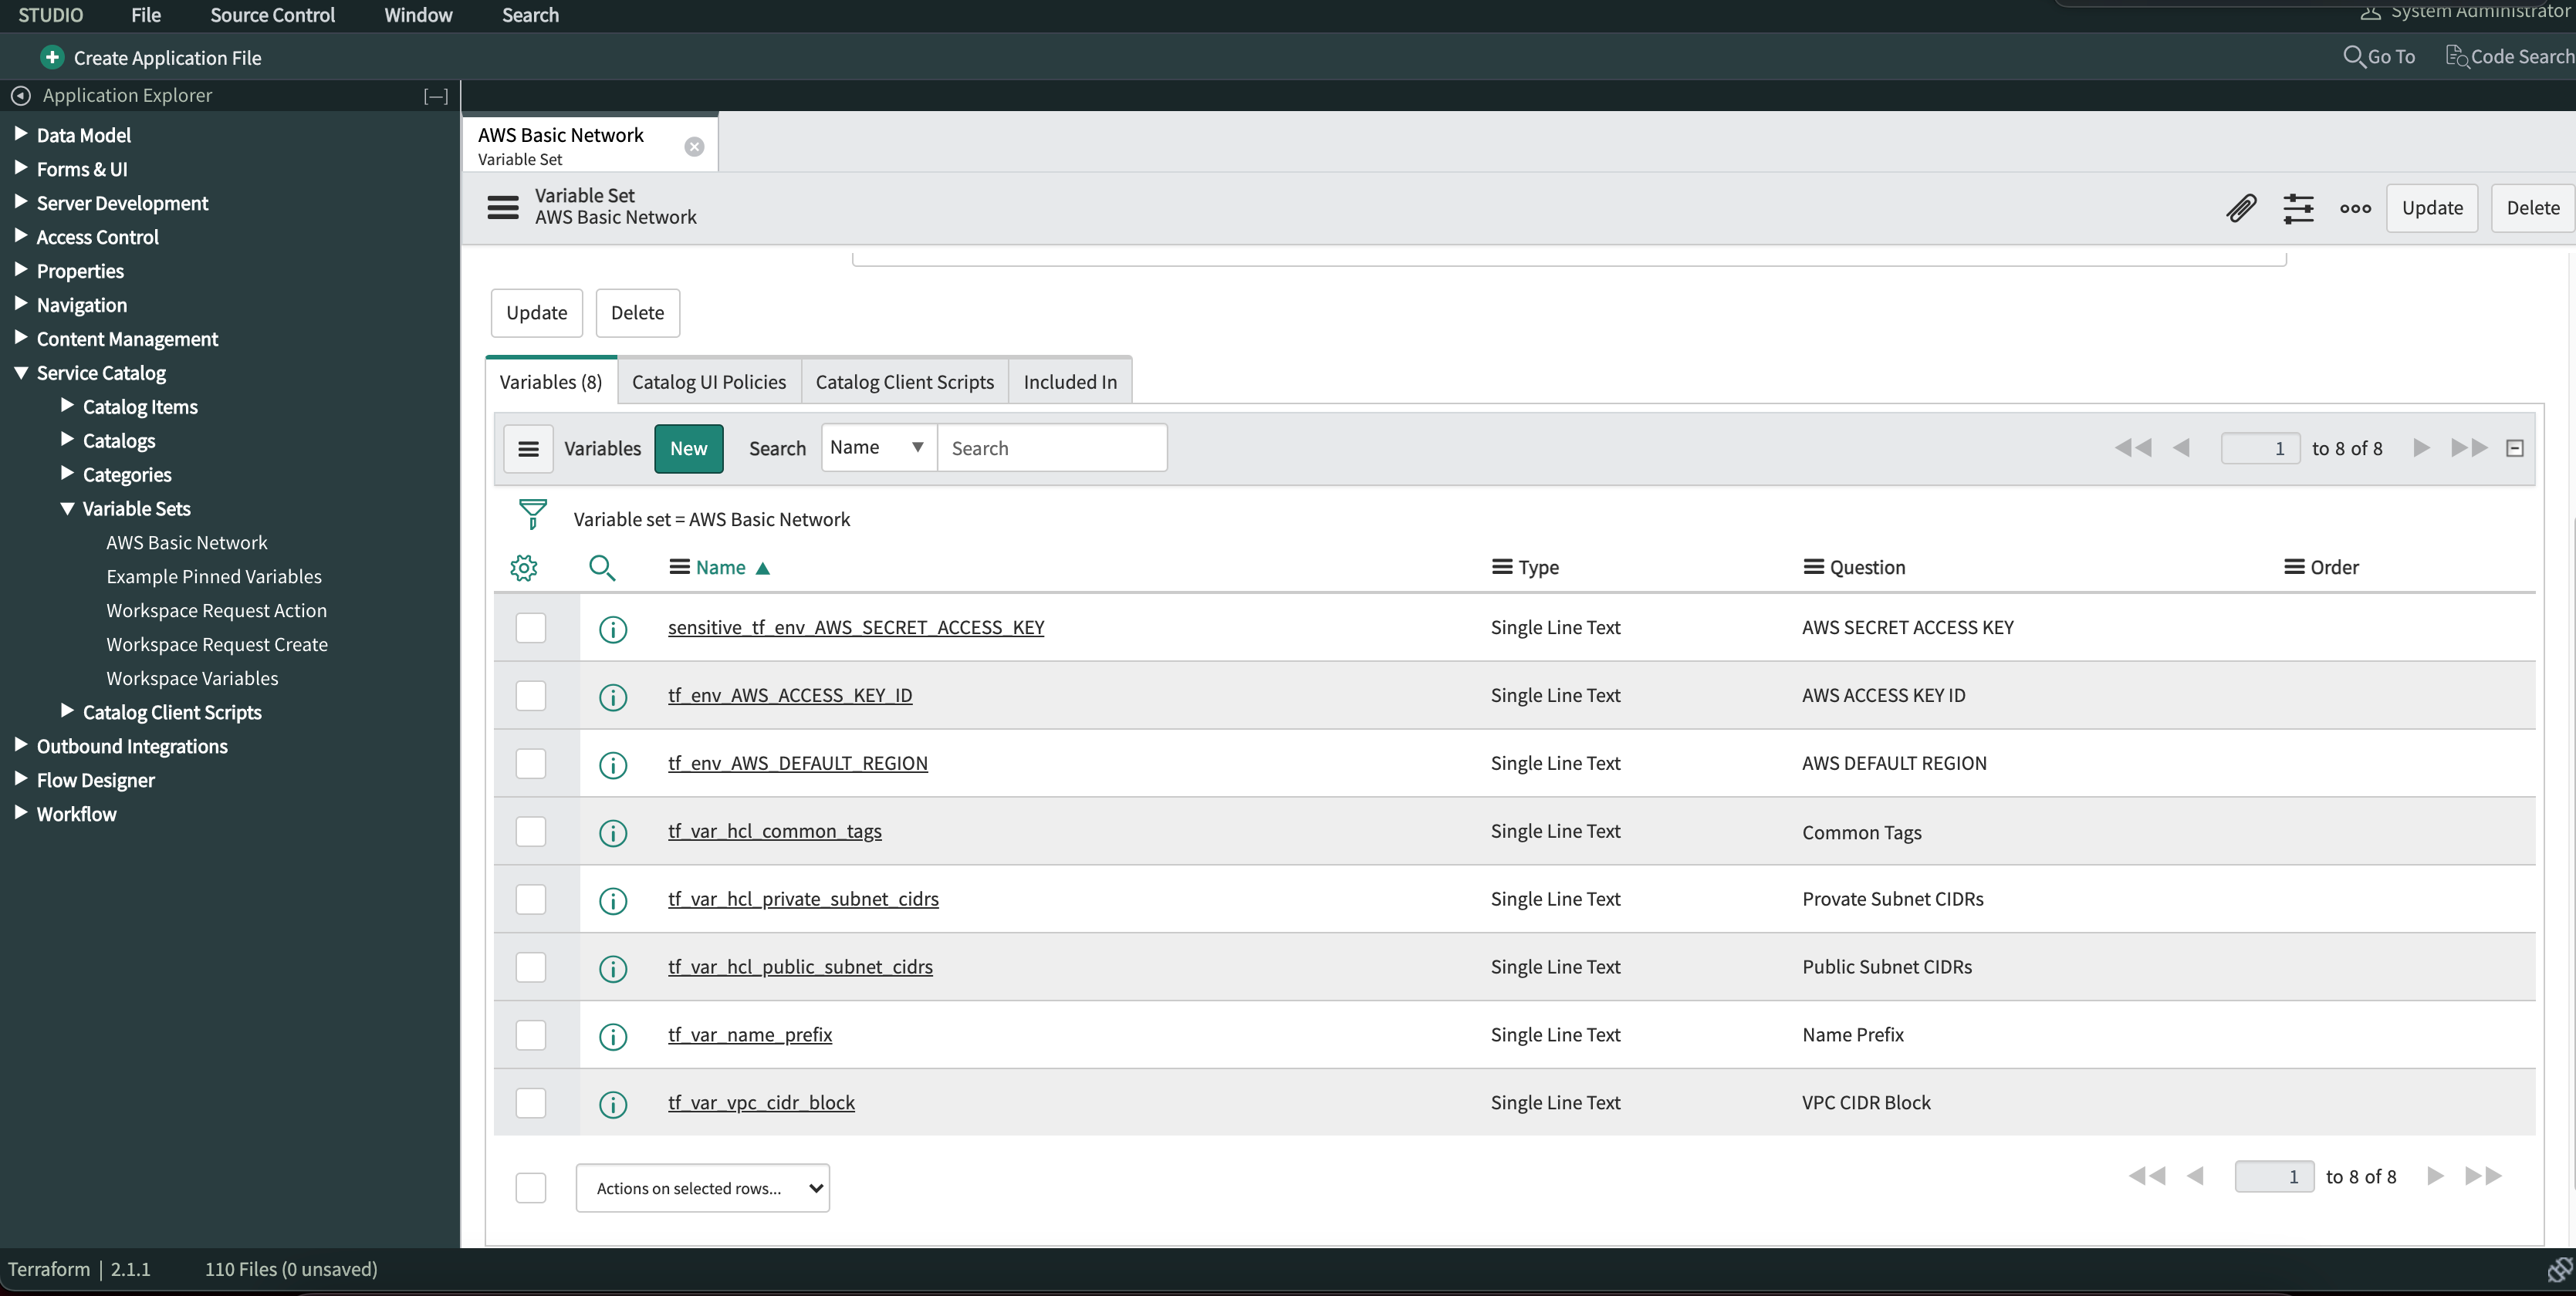 STUDIO File Source Control Window Search System Administrator
Create Application File Go To Code Search
Application Explorer [—]
Data Model
Forms & UI
Server Development
Access Control
Properties
Navigation
Content Management
Service Catalog
Catalog Items
Catalogs
Categories
Variable Sets
AWS Basic Network
Example Pinned Variables
Workspace Request Action
Workspace Request Create
Workspace Variables
Catalog Client Scripts
Outbound Integrations
Flow Designer
Workflow
AWS Basic Network
Variable Set
Variable Set
AWS Basic Network
Update Delete
Update Delete
Variables (8) Catalog UI Policies Catalog Client Scripts Included In
Variables New Search Name Search 1 to 8 of 8
Variable set = AWS Basic Network
Name Type Question Order
sensitive_tf_env_AWS_SECRET_ACCESS_KEY Single Line Text AWS SECRET ACCESS KEY
tf_env_AWS_ACCESS_KEY_ID Single Line Text AWS ACCESS KEY ID
tf_env_AWS_DEFAULT_REGION Single Line Text AWS DEFAULT REGION
tf_var_hcl_common_tags Single Line Text Common Tags
tf_var_hcl_private_subnet_cidrs Single Line Text Provate Subnet CIDRs
tf_var_hcl_public_subnet_cidrs Single Line Text Public Subnet CIDRs
tf_var_name_prefix Single Line Text Name Prefix
tf_var_vpc_cidr_block Single Line Text VPC CIDR Block
Actions on selected rows... 1 to 8 of 8
Terraform | 2.1.1 110 Files (0 unsaved)